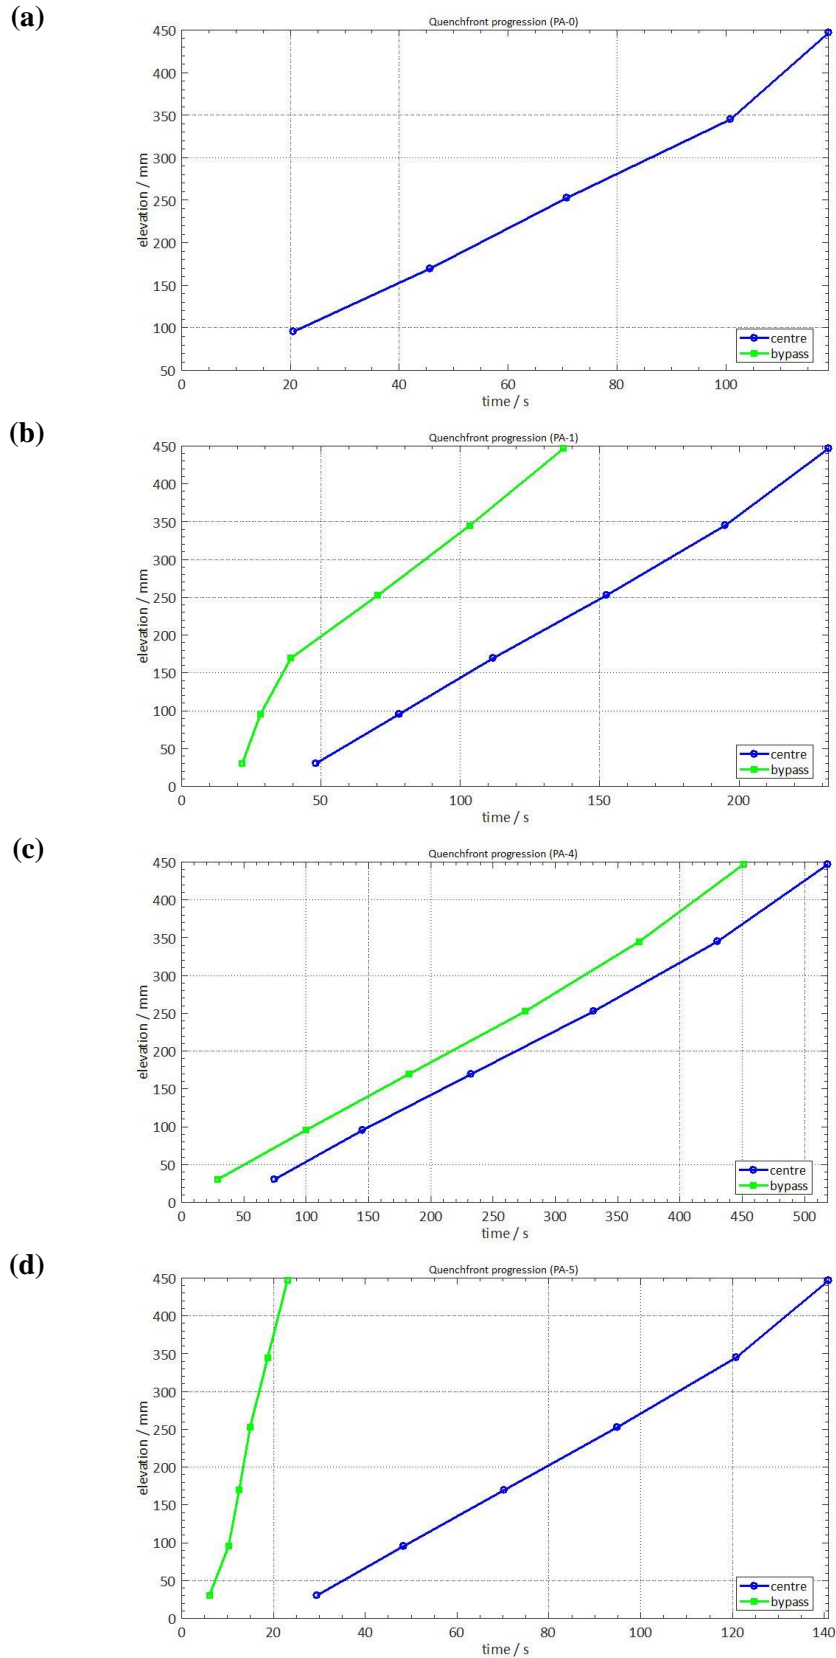 (a)
Quenchfront progression (PA-0)
450
400
350
300
250
200
150
100
50
elevation / mm
0 20 40 60 80 100
time / s
centre
bypass
(b)
Quenchfront progression (PA-1)
450
400
350
300
250
200
150
100
50
0
elevation / mm
0 50 100 150 200
time / s
centre
bypass
(c)
Quenchfront progression (PA-4)
450
400
350
300
250
200
150
100
50
0
elevation / mm
0 50 100 150 200 250 300 350 400 450 500
time / s
centre
bypass
(d)
Quenchfront progression (PA-5)
450
400
350
300
250
200
150
100
50
0
elevation / mm
0 20 40 60 80 100 120 140
time / s
centre
bypass